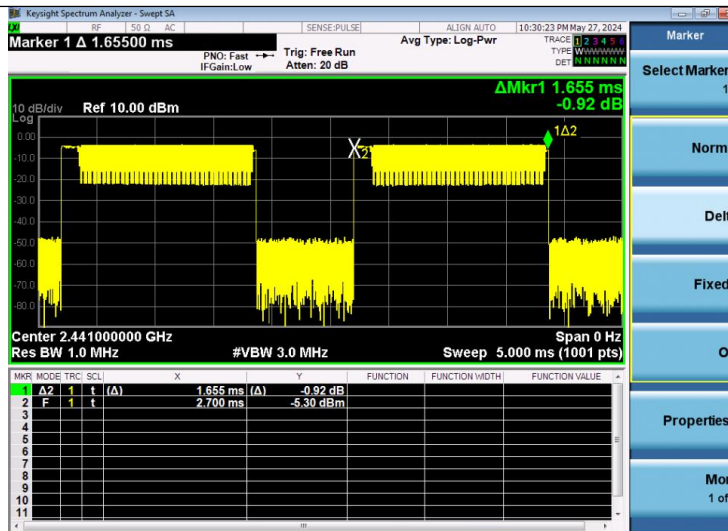 Keysight Spectrum Analyzer - Swept SA
RF 50 Ω AC SENSE:PULSE ALIGN AUTO 10:30:23 PM May 27, 2024
Marker 1 Δ 1.65500 ms
PNO: Fast
IFGain:Low
Trig: Free Run
Atten: 20 dB
Avg Type: Log-Pwr
TRACE 1 2 3 4 5 6
TYPE WWWWWW
DET N N N N N N
ΔMkr1 1.655 ms
-0.92 dB
10 dB/div Ref 10.00 dBm
Log
0.00
-10.0
-20.0
-30.0
-40.0
-50.0
-60.0
-70.0
-80.0
X2
1Δ2
Center 2.441000000 GHz
Span 0 Hz
Res BW 1.0 MHz #VBW 3.0 MHz Sweep 5.000 ms (1001 pts)
MKR MODE TRC SCL X Y FUNCTION FUNCTION WIDTH FUNCTION VALUE
1 Δ2 1 t (Δ) 1.655 ms (Δ) -0.92 dB
2 F 1 t 2.700 ms -5.30 dBm
3
4
5
6
7
8
9
10
11
Marker
Select Marker
1
Norm
Delt
Fixed
O
Properties
Mor
1 of